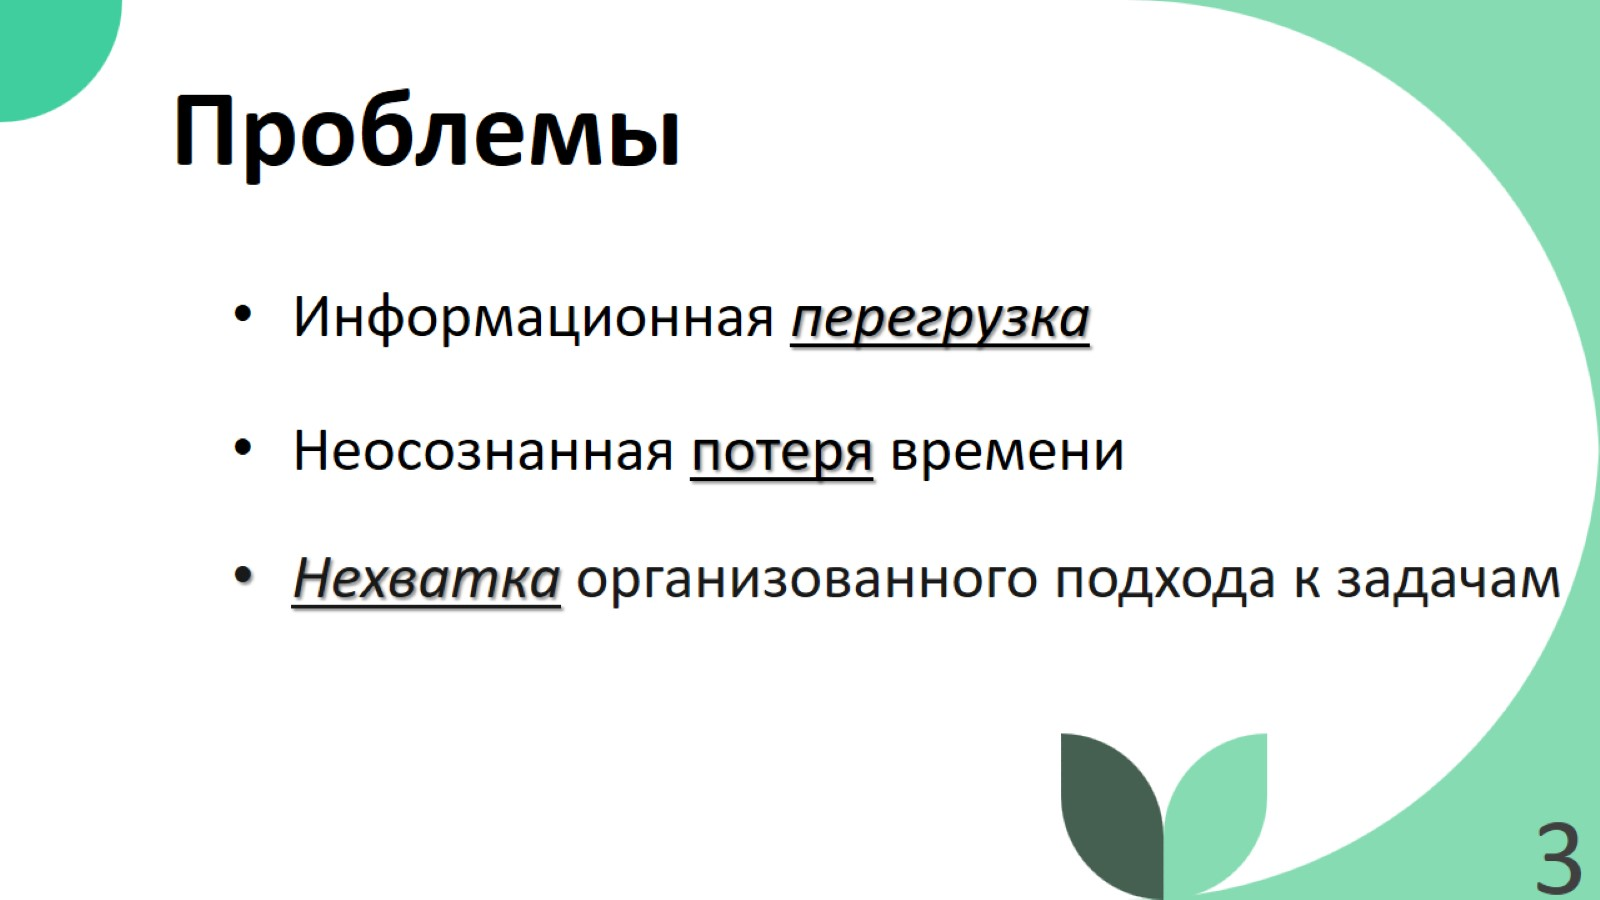 Проблемы
• Информационная перегрузка
• Неосознанная потеря времени
• Нехватка организованного подхода к задачам
3